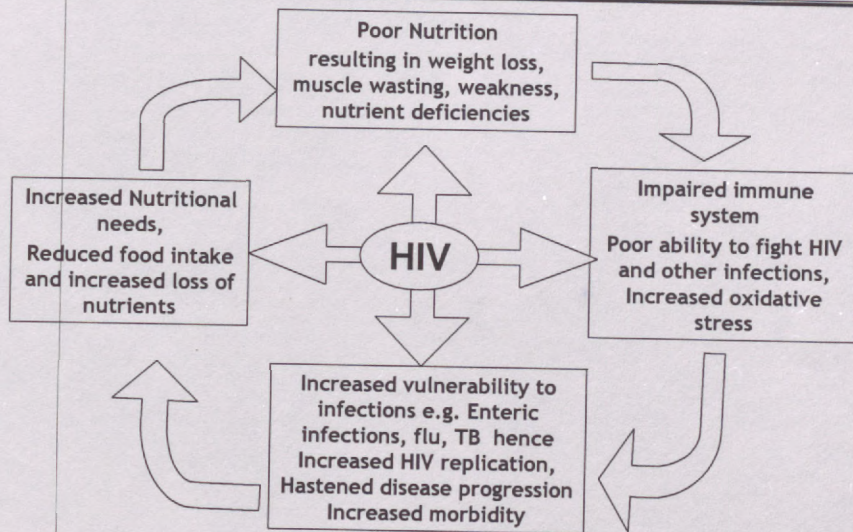 Poor Nutrition
resulting in weight loss,
muscle wasting, weakness,
nutrient deficiencies
Impaired immune
system
Poor ability to fight HIV
and other infections,
Increased oxidative
stress
Increased vulnerability to
infections e.g. Enteric
infections, flu, TB hence
Increased HIV replication,
Hastened disease progression
Increased morbidity
Increased Nutritional
needs,
Reduced food intake
and increased loss of
nutrients
HIV